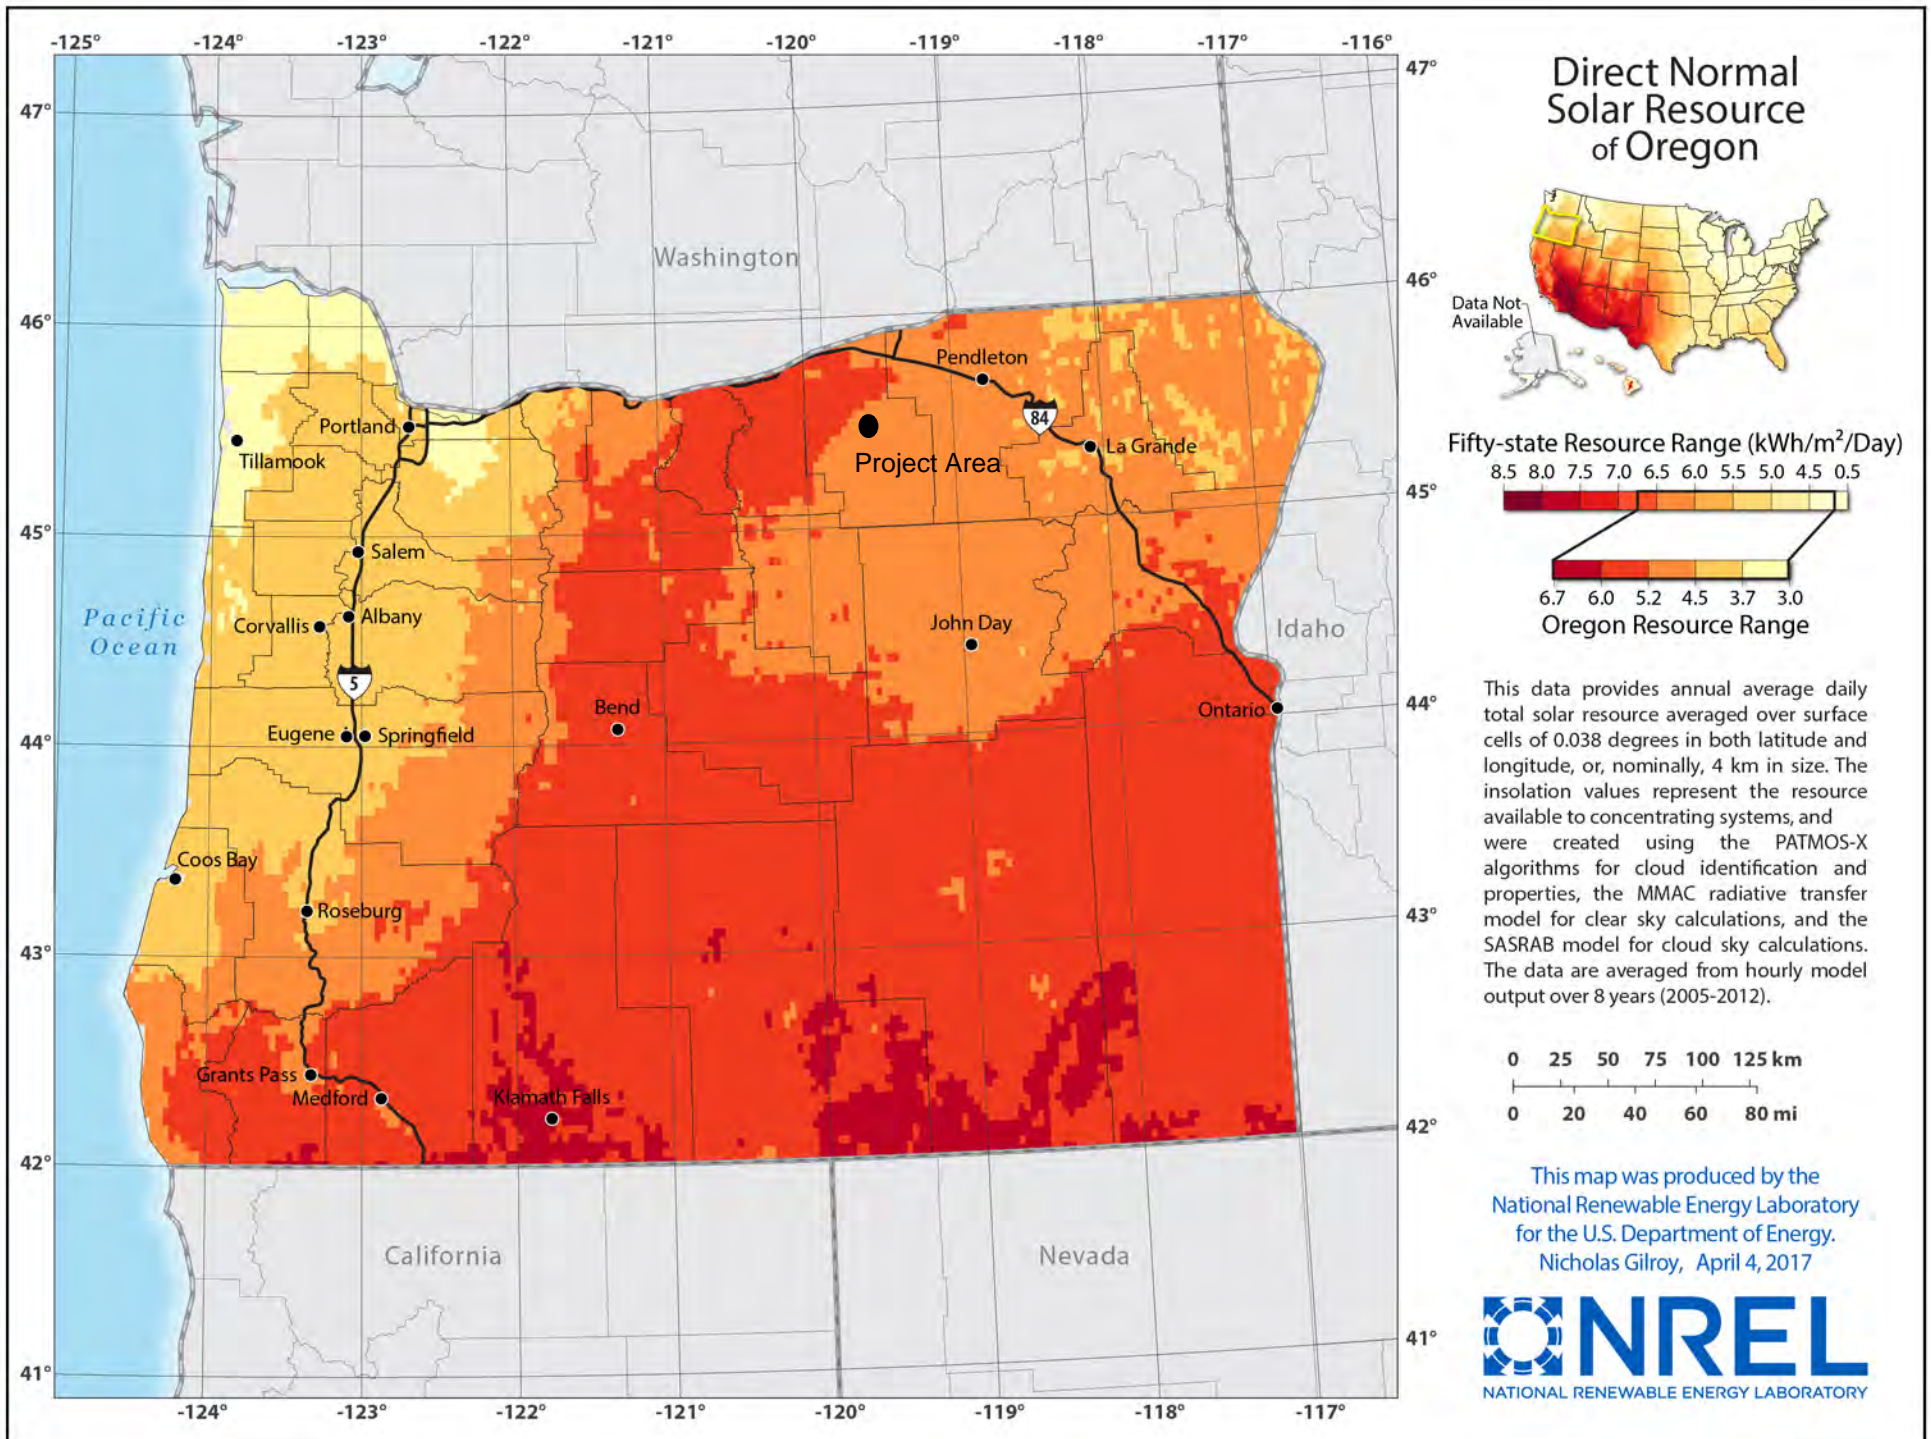 -125° -124° -123° -122° -121° -120° -119° -118° -117° -116°
47°
46°
45°
44°
43°
42°
41°
47°
46°
45°
44°
43°
42°
41°
-124° -123° -122° -121° -120° -119° -118° -117°
Washington
Pacific
Ocean
Idaho
California
Nevada
Portland
Tillamook
Pendleton
84
Project Area
La Grande
Salem
Albany
Corvallis
5
John Day
Bend
Ontario
Eugene
Springfield
Coos Bay
Roseburg
Grants Pass
Medford
Klamath Falls
Direct Normal
Solar Resource
of Oregon
Data Not
Available
Fifty-state Resource Range (kWh/m²/Day)
8.5 8.0 7.5 7.0 6.5 6.0 5.5 5.0 4.5 0.5
6.7 6.0 5.2 4.5 3.7 3.0
Oregon Resource Range
This data provides annual average daily
total solar resource averaged over surface
cells of 0.038 degrees in both latitude and
longitude, or, nominally, 4 km in size. The
insolation values represent the resource
available to concentrating systems, and
were created using the PATMOS-X
algorithms for cloud identification and
properties, the MMAC radiative transfer
model for clear sky calculations, and the
SASRAB model for cloud sky calculations.
The data are averaged from hourly model
output over 8 years (2005-2012).
0 25 50 75 100 125 km
0 20 40 60 80 mi
This map was produced by the
National Renewable Energy Laboratory
for the U.S. Department of Energy.
Nicholas Gilroy, April 4, 2017
NREL
NATIONAL RENEWABLE ENERGY LABORATORY